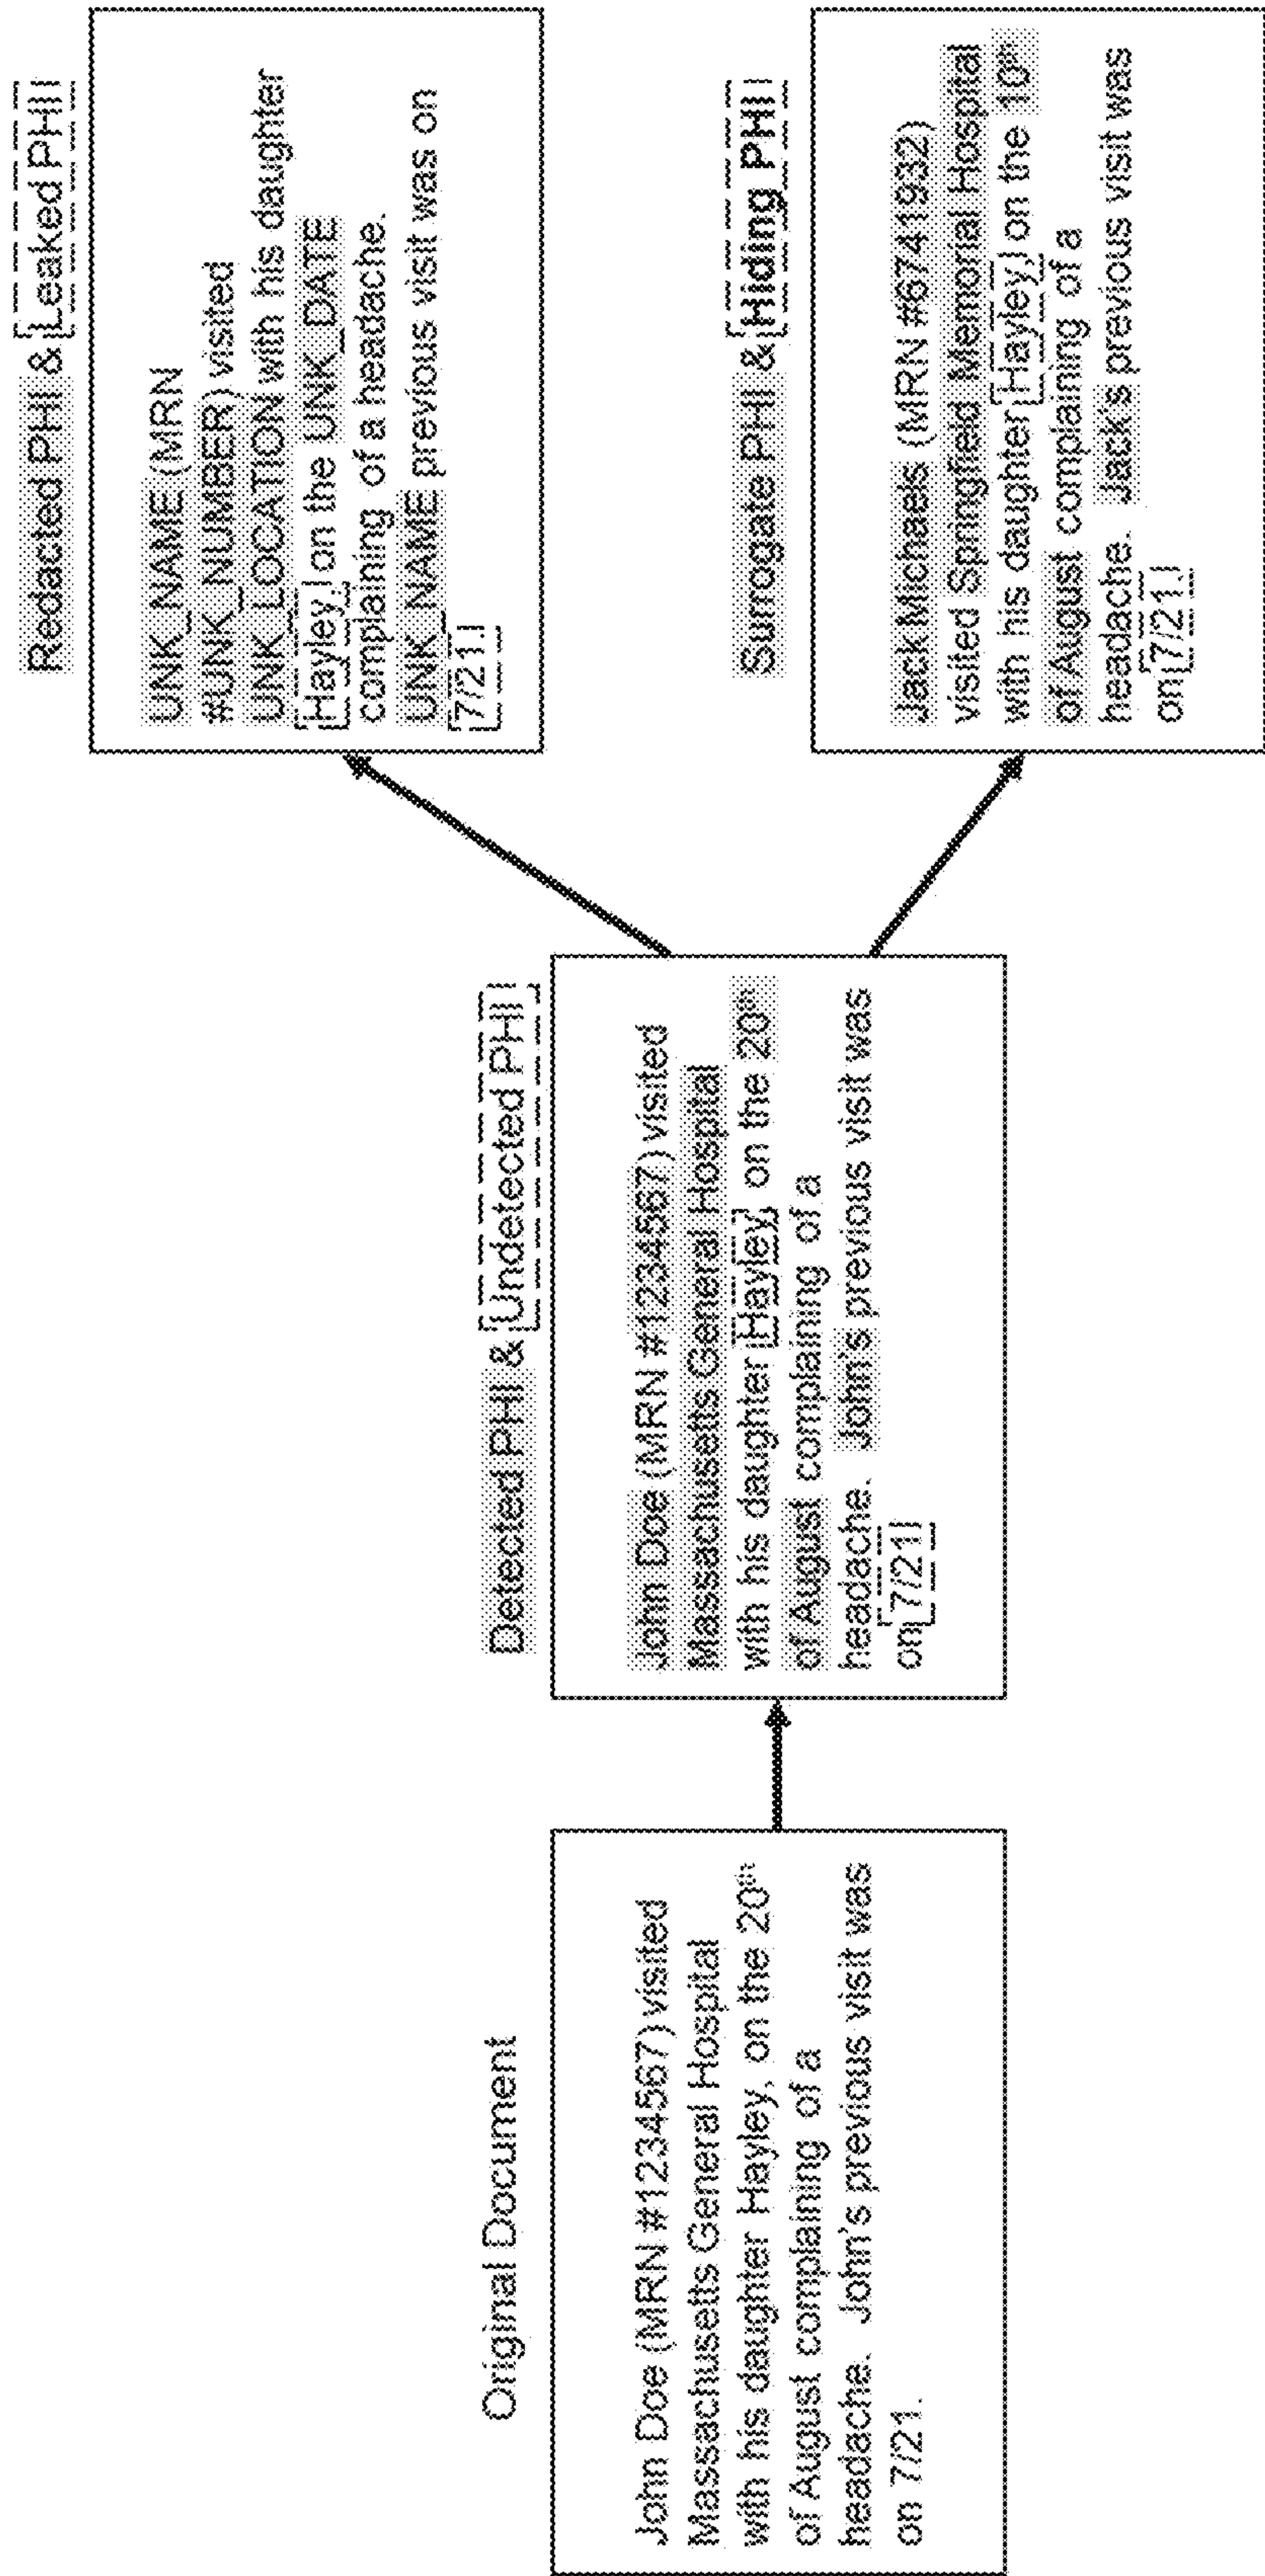 Original Document
John Doe (MRN #1234567) visited
Massachusetts General Hospital
with his daughter Hayley, on the 20th
of August complaining of a
headache. John's previous visit was
on 7/21.
Detected PHI & Undetected PHI
John Doe (MRN #1234567) visited
Massachusetts General Hospital
with his daughter Hayley, on the 20th
of August complaining of a
headache. John's previous visit was
on 7/21
Redacted PHI & Leaked PHI
UNK_NAME (MRN
#UNK_NUMBER) visited
UNK_LOCATION with his daughter
Hayley, on the UNK_DATE
complaining of a headache.
UNK_NAME previous visit was on
7/21.
Surrogate PHI & Hiding PHI
Jack Michaels (MRN #6741932)
visited Springfield Memorial Hospital
with his daughter Hayley, on the 10th
of August complaining of a
headache. Jack's previous visit was
on 7/21.